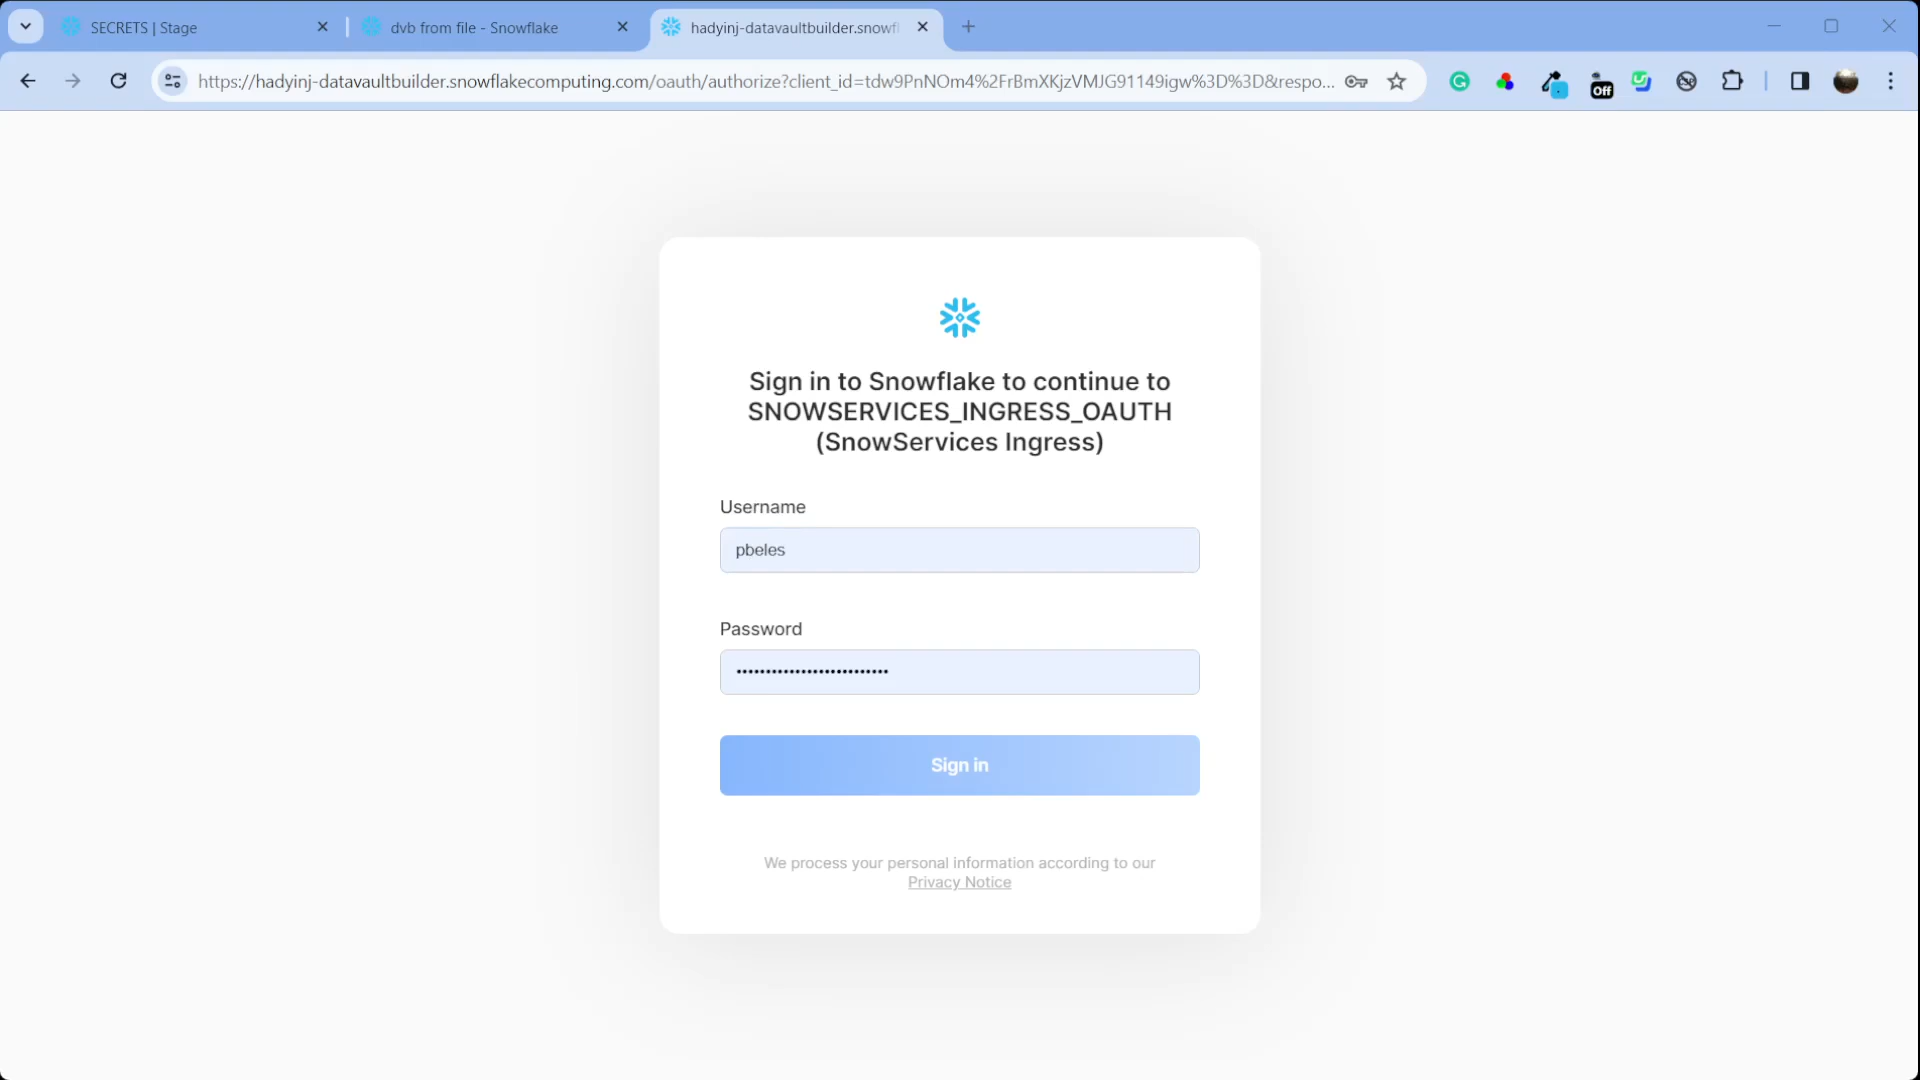 SECRETS | Stage
dvb from file - Snowflake
hadyinj-datavaultbuilder.snowfl
https://hadyinj-datavaultbuilder.snowflakecomputing.com/oauth/authorize?client_id=tdw9PnNOm4%2FrBmXKjzVMJG91149igw%3D%3D&respo...
Off
Sign in to Snowflake to continue to
SNOWSERVICES_INGRESS_OAUTH
(SnowServices Ingress)
Username
pbeles
Password
••••••••••••••••••••••••••
Sign in
We process your personal information according to our
Privacy Notice